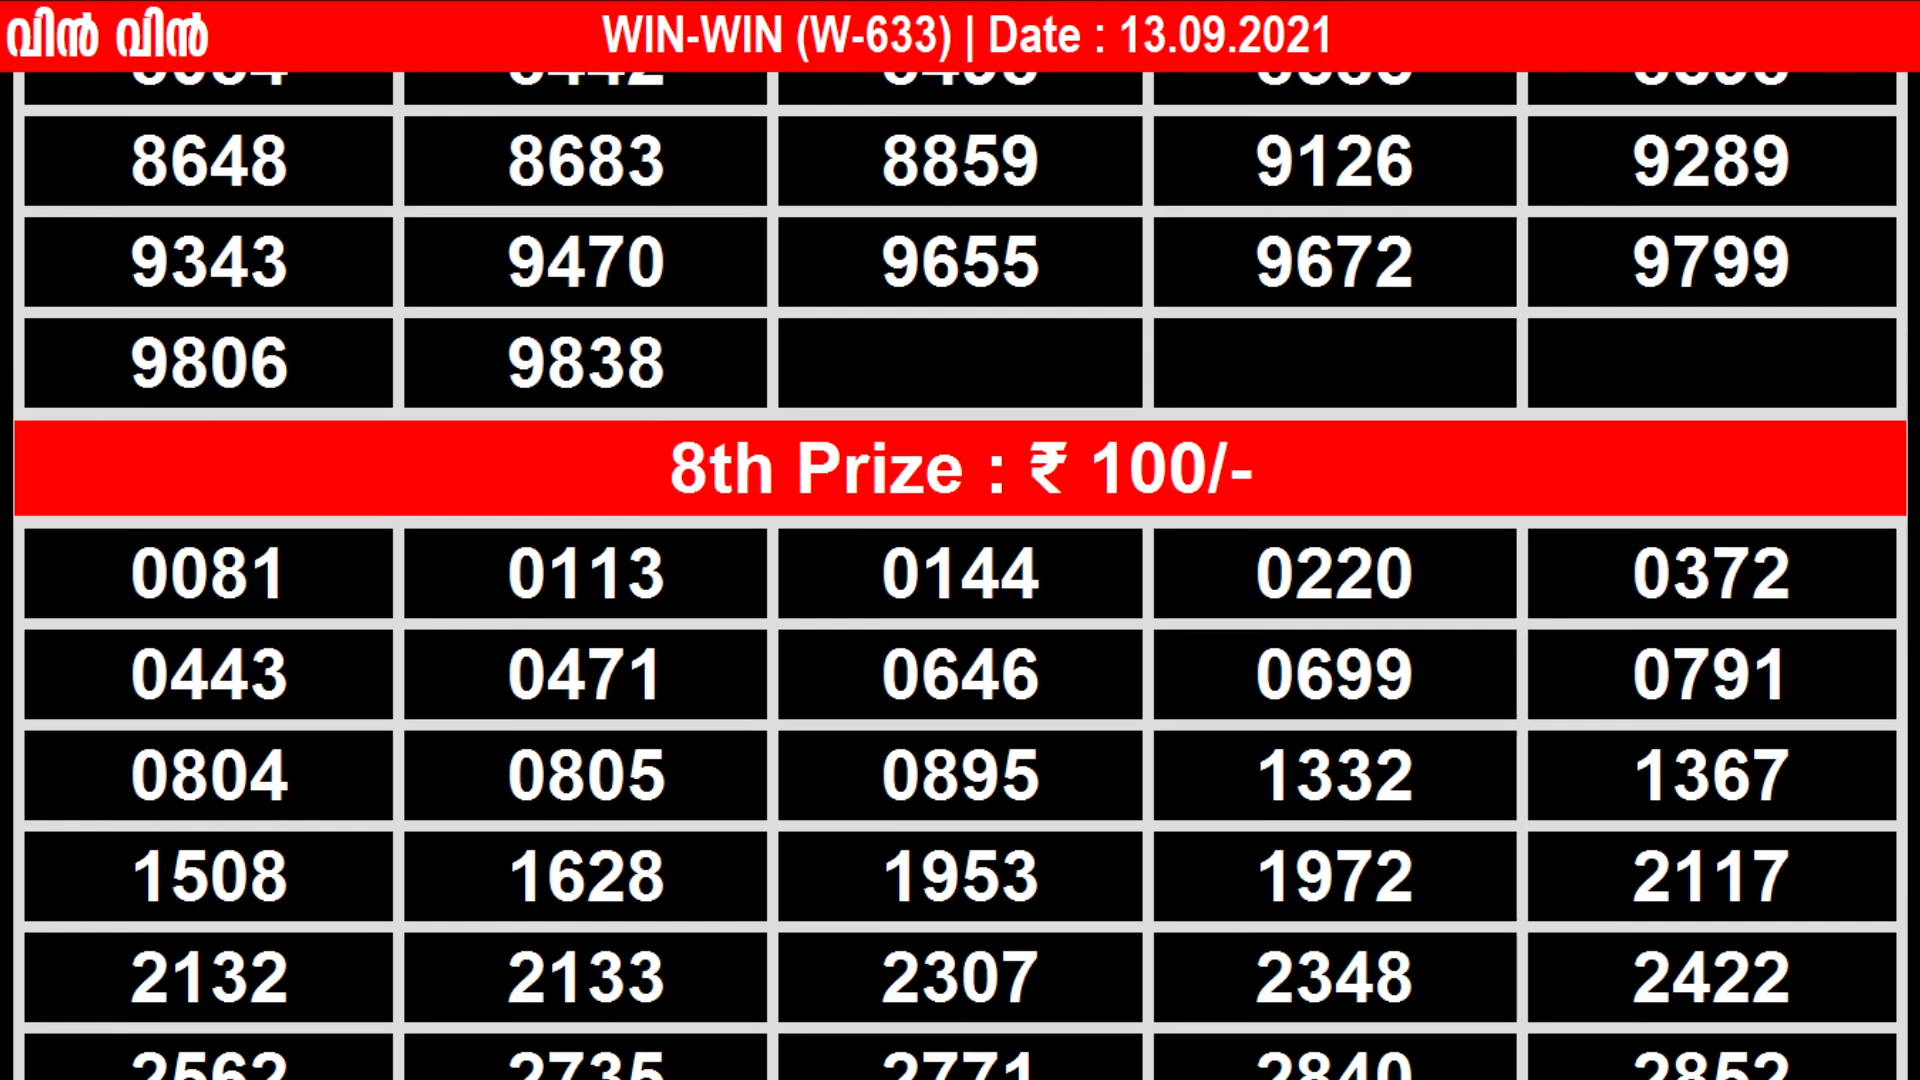 വിൻ വിൻ WIN-WIN (W-633) | Date : 13.09.2021
8648 8683 8859 9126 9289
9343 9470 9655 9672 9799
9806 9838
8th Prize : ₹ 100/-
0081 0113 0144 0220 0372
0443 0471 0646 0699 0791
0804 0805 0895 1332 1367
1508 1628 1953 1972 2117
2132 2133 2307 2348 2422
2562 2735 2771 2840 2852